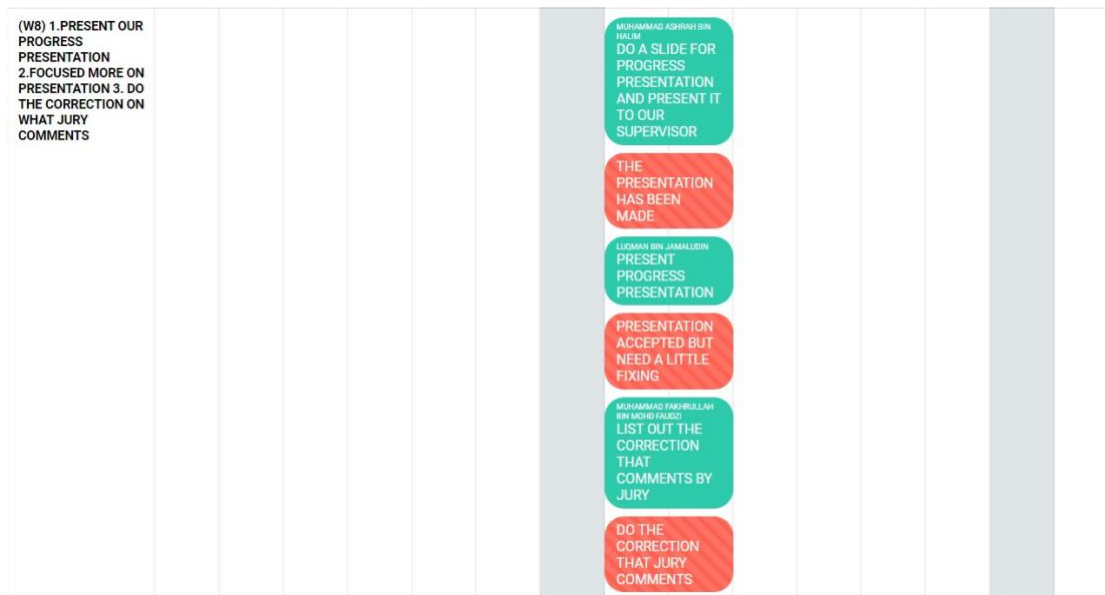 (W8) 1.PRESENT OUR
PROGRESS
PRESENTATION
2.FOCUSED MORE ON
PRESENTATION 3. DO
THE CORRECTION ON
WHAT JURY
COMMENTS
MUHAMMAD ASHRAH BIN
HALIM
DO A SLIDE FOR
PROGRESS
PRESENTATION
AND PRESENT IT
TO OUR
SUPERVISOR
THE
PRESENTATION
HAS BEEN
MADE
LUQMAN BIN JAMALUDIN
PRESENT
PROGRESS
PRESENTATION
PRESENTATION
ACCEPTED BUT
NEED A LITTLE
FIXING
MUHAMMAD FAKHRULLAH
BIN MOHD FAUDZI
LIST OUT THE
CORRECTION
THAT
COMMENTS BY
JURY
DO THE
CORRECTION
THAT JURY
COMMENTS